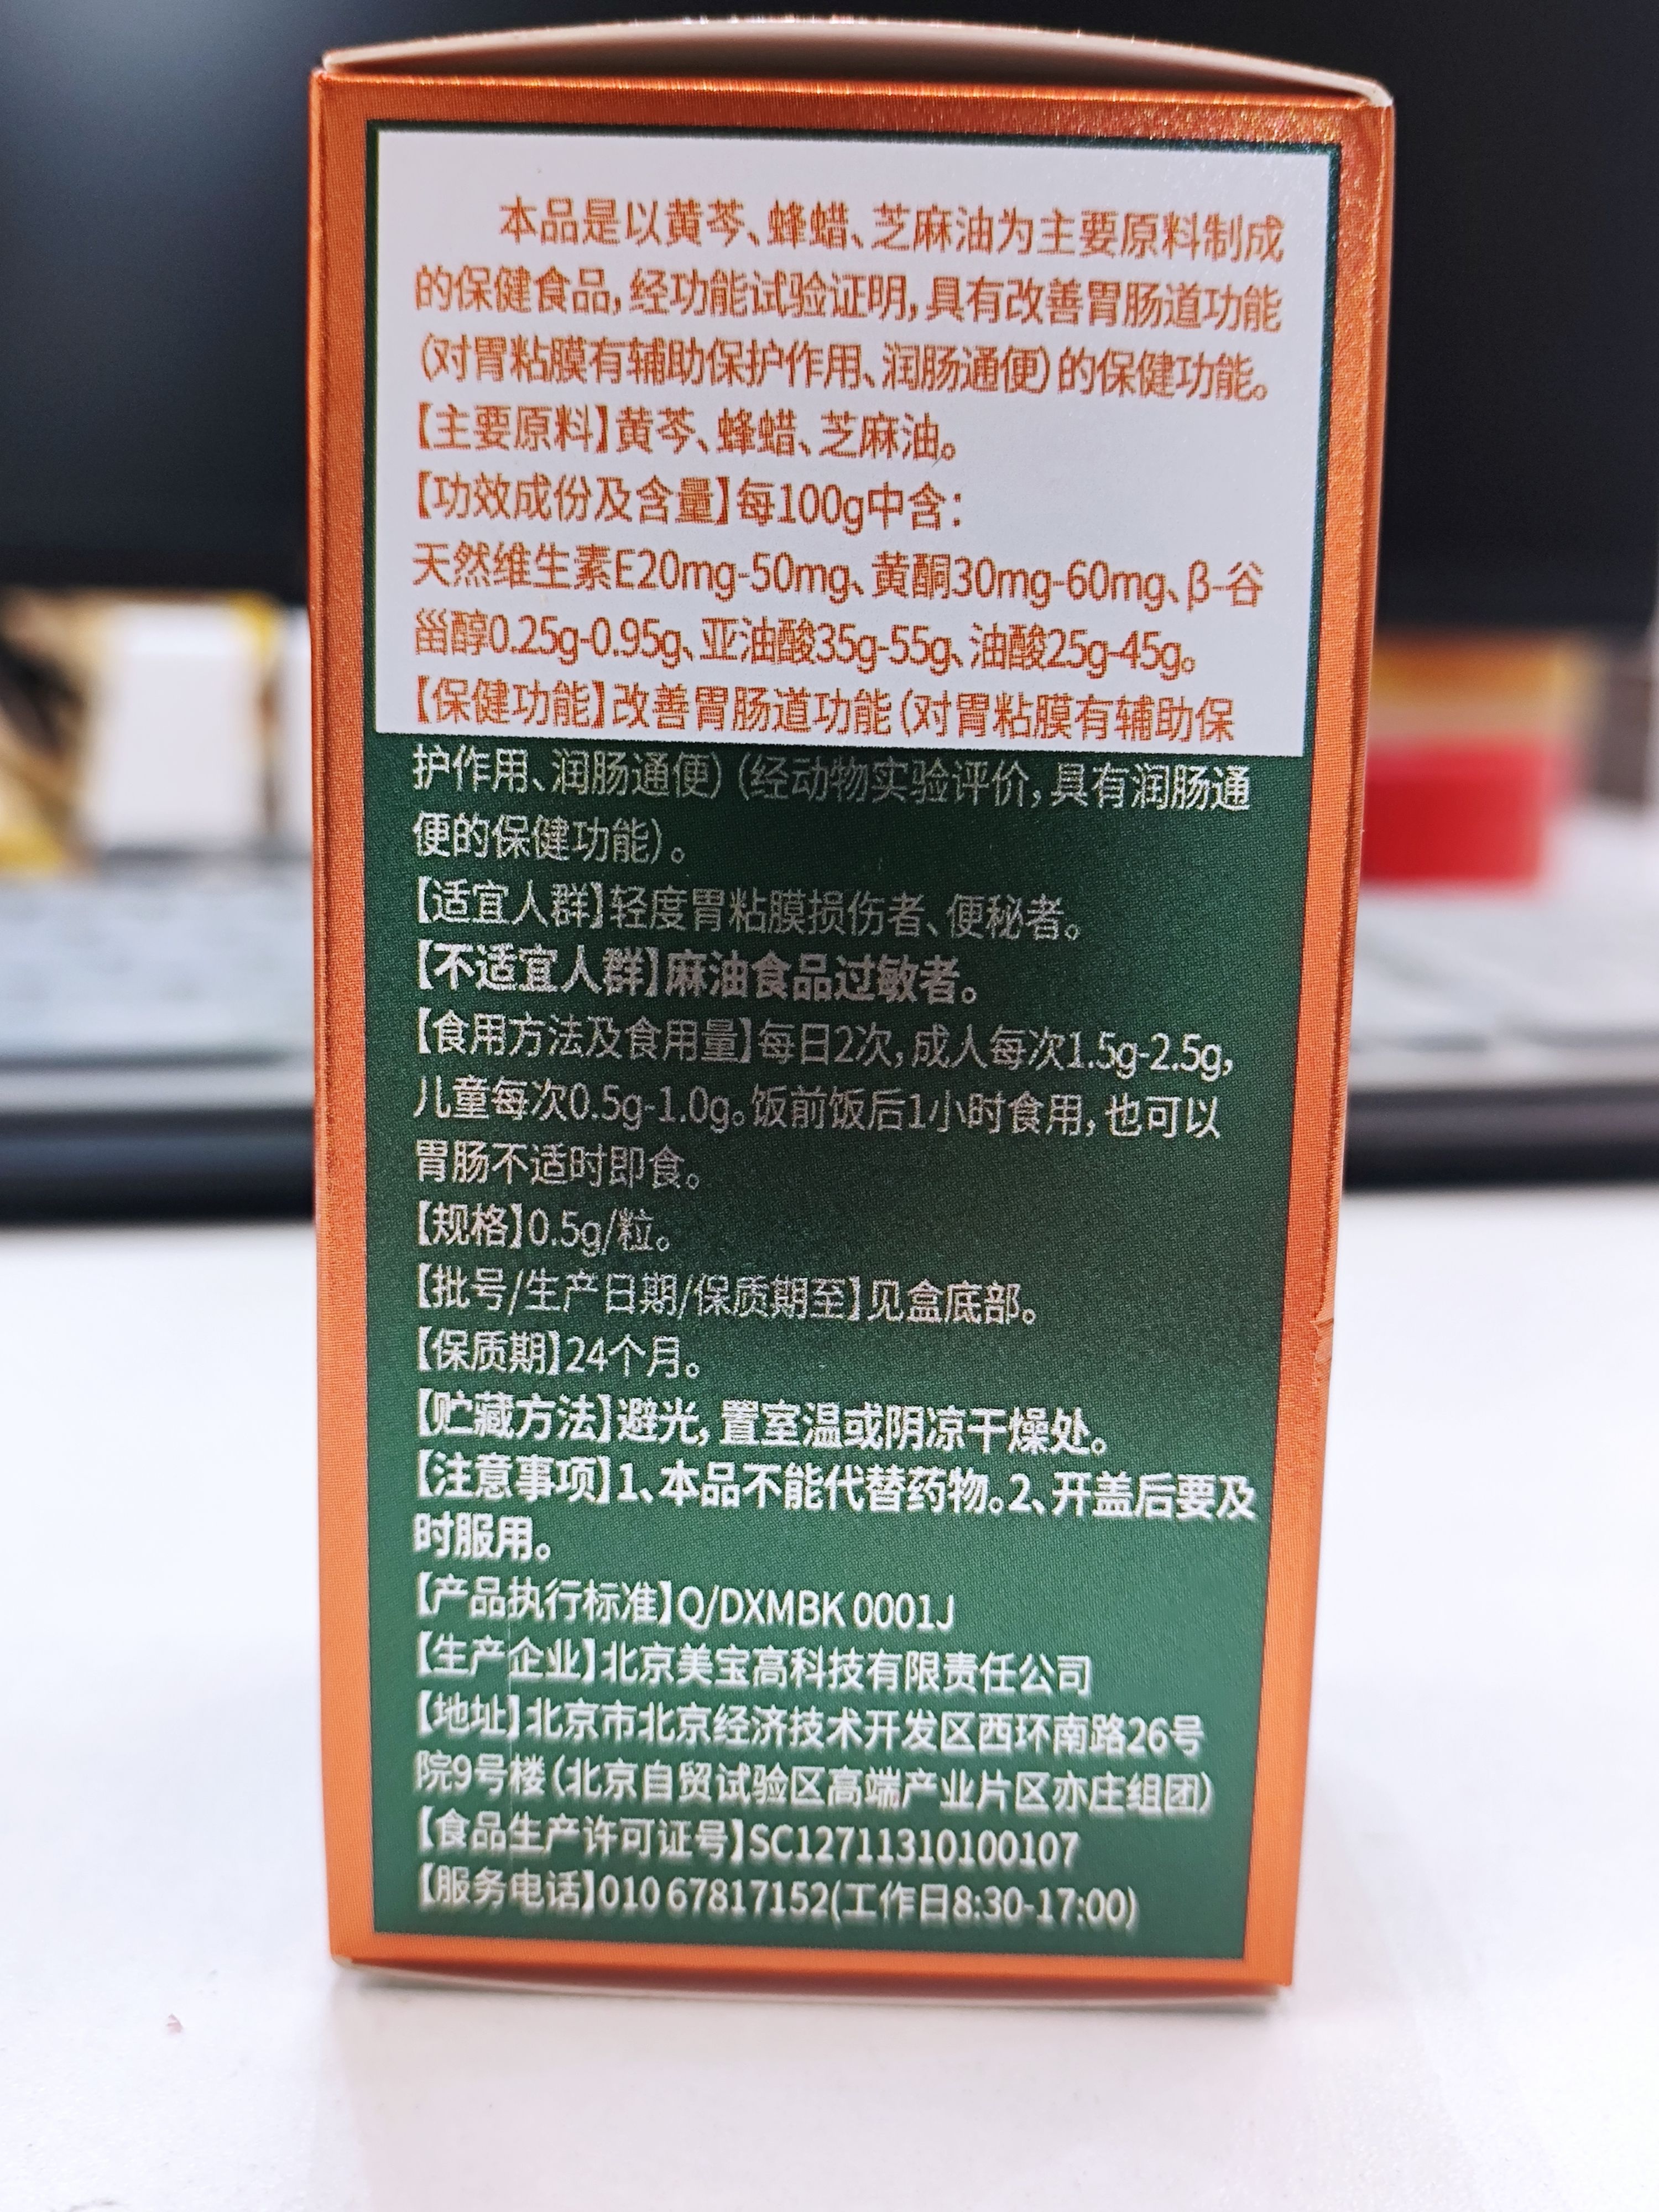 本品是以黄芩、蜂蜡、芝麻油为主要原料制成
的保健食品,经功能试验证明,具有改善胃肠道功能
(对胃粘膜有辅助保护作用、润肠通便)的保健功能。
【主要原料】黄芩、蜂蜡、芝麻油。
【功效成份及含量】每100g中含:
天然维生素E20mg-50mg、黄酮30mg-60mg、β-谷
甾醇0.25g-0.95g、亚油酸35g-55g、油酸25g-45g。
【保健功能】改善胃肠道功能(对胃粘膜有辅助保
护作用、润肠通便)(经动物实验评价,具有润肠通
便的保健功能)。
【适宜人群】轻度胃粘膜损伤者、便秘者。
【不适宜人群】麻油食品过敏者。
【食用方法及食用量】每日2次,成人每次1.5g-2.5g,
儿童每次0.5g-1.0g。饭前饭后1小时食用,也可以
胃肠不适时即食。
【规格】0.5g/粒。
【批号/生产日期/保质期至】见盒底部。
【保质期】24个月。
【贮藏方法】避光,置室温或阴凉干燥处。
【注意事项】1、本品不能代替药物。2、开盖后要及
时服用。
【产品执行标准】Q/DXMBK 0001J
【生产企业】北京美宝高科技有限责任公司
【地址】北京市北京经济技术开发区西环南路26号
院9号楼(北京自贸试验区高端产业片区亦庄组团)
【食品生产许可证号】SC12711310100107
【服务电话】010 67817152(工作日8:30-17:00)